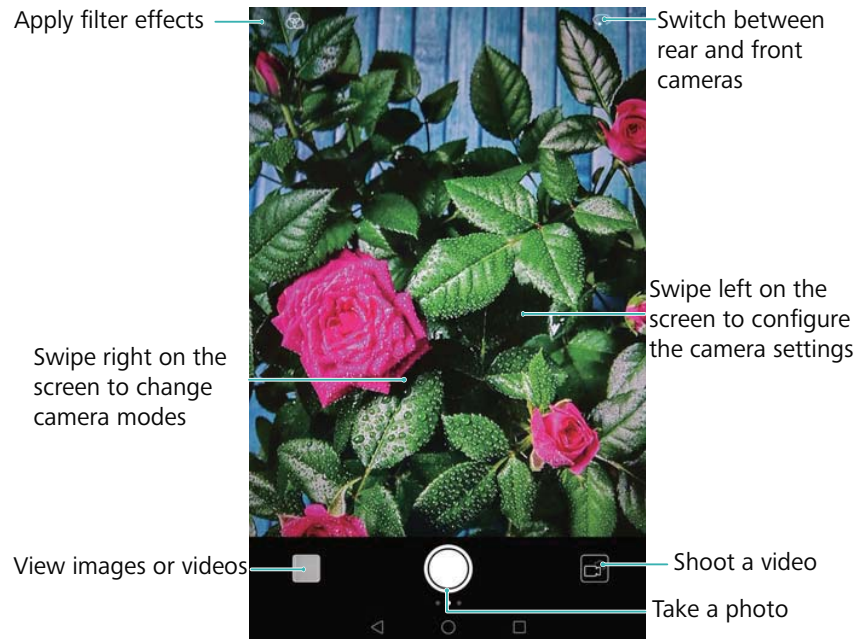 Apply filter effects
Switch between
rear and front
cameras
Swipe left on the
screen to configure
the camera settings
Swipe right on the
screen to change
camera modes
View images or videos
Shoot a video
Take a photo